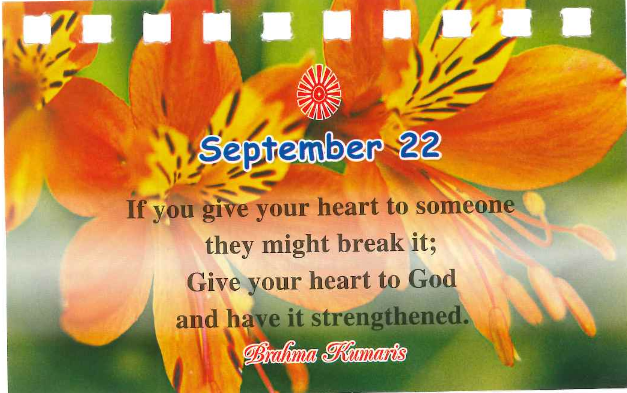 September 22
If you give your heart to someone
they might break it;
Give your heart to God
and have it strengthened.
Brahma Kumaris